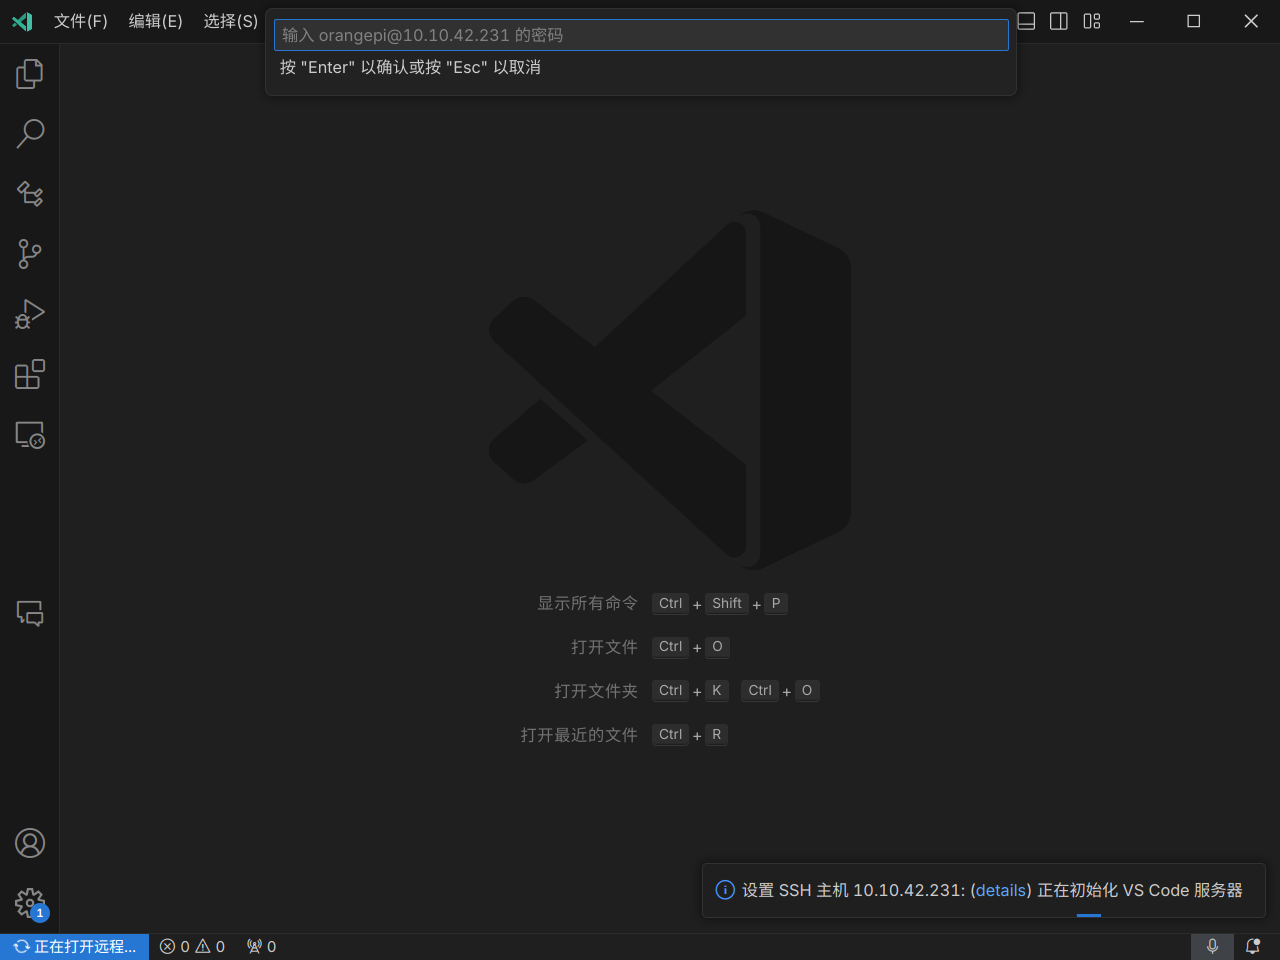 文件(F) 编辑(E) 选择(S)
输入 orangepi@10.10.42.231 的密码
按 "Enter" 以确认或按 "Esc" 以取消
显示所有命令 Ctrl + Shift + P
打开文件 Ctrl + O
打开文件夹 Ctrl + K Ctrl + O
打开最近的文件 Ctrl + R
设置 SSH 主机 10.10.42.231: (details) 正在初始化 VS Code 服务器
1
正在打开远程... 0 0 0